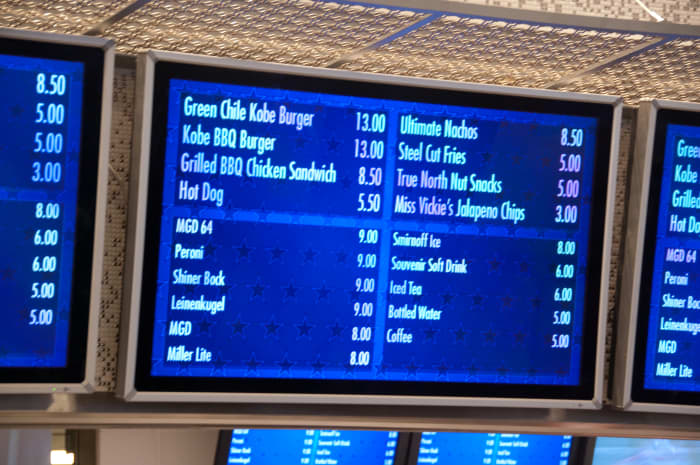 8.50
5.00
5.00
3.00
8.00
6.00
6.00
5.00
5.00
Green Chile Kobe Burger 13.00
Kobe BBQ Burger 13.00
Grilled BBQ Chicken Sandwich 8.50
Hot Dog 5.50
MGD 64 9.00
Peroni 9.00
Shiner Bock 9.00
Leinenkugel 9.00
MGD 8.00
Miller Lite 8.00
Ultimate Nachos 8.50
Steel Cut Fries 5.00
True North Nut Snacks 5.00
Miss Vickie's Jalapeno Chips 3.00
Smirnoff Ice 8.00
Souvenir Soft Drink 6.00
Iced Tea 6.00
Bottled Water 5.00
Coffee 5.00
Gree
Kobe
Grille
Hot Do
MGD 64
Peroni
Shiner Bock
Leinenkug
MGD
Miller Lite